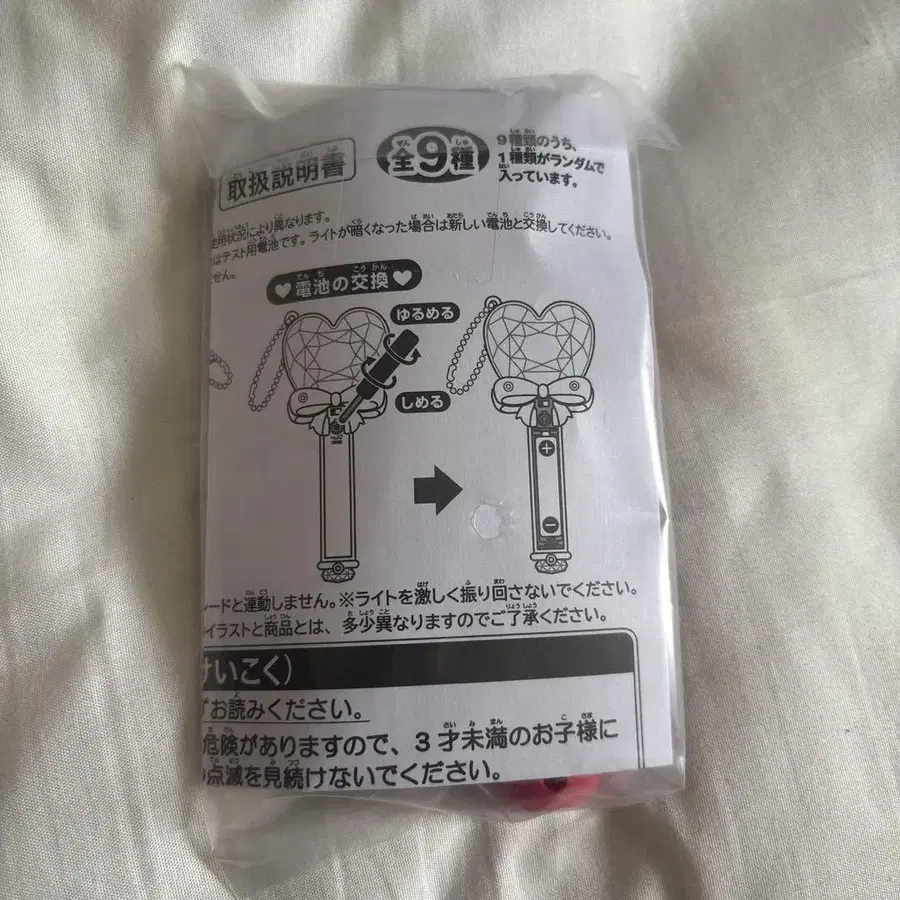 取扱説明書
全9種
9種類のうち、
1種類がランダムで
入っています。
使用状況により異なります。
はテスト用電池です。ライトが暗くなった場合は新しい電池と交換してください。
せん。
♥電池の交換♥
ゆるめる
しめる
+
−
レードと連動しません。※ライトを激しく振り回さないでください。
イラストと商品とは、多少異なりますのでご了承ください。
けいこく)
ずお読みください。
危険がありますので、3才未満のお子様に
の点滅を見続けないでください。